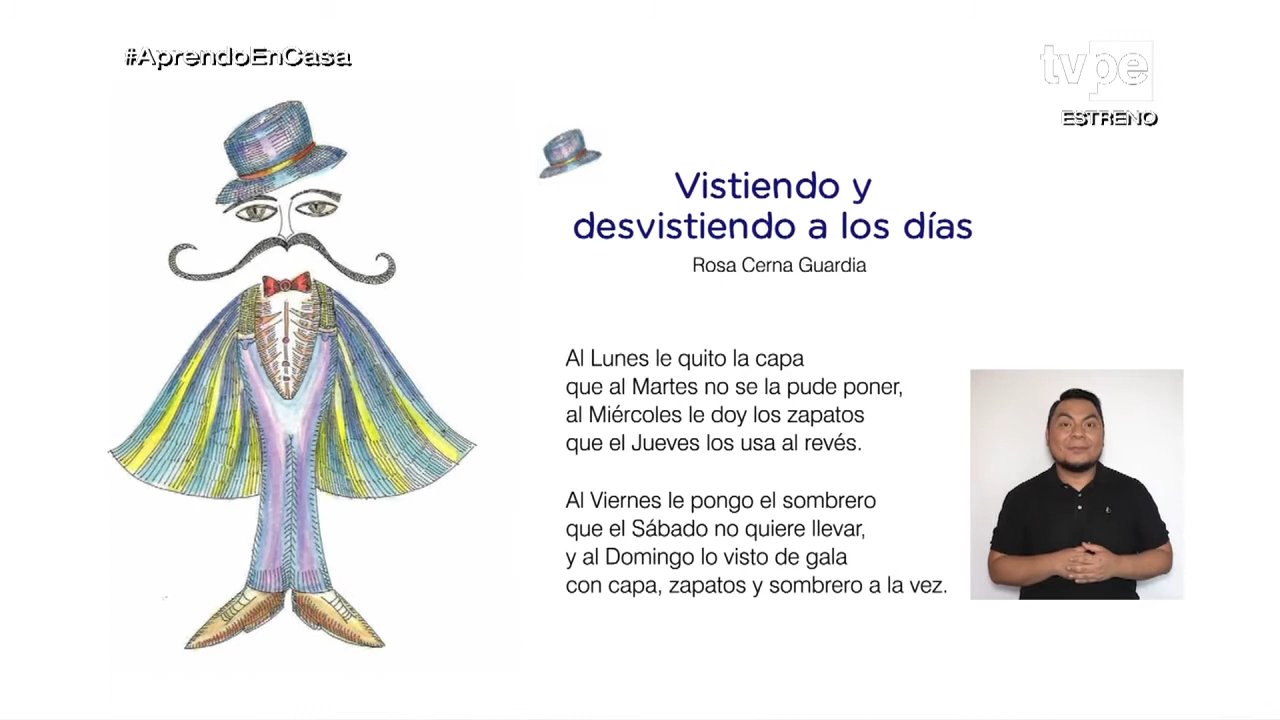 #AprendoEnCasa
tvpe
ESTRENO
Vistiendo y
desvistiendo a los días
Rosa Cerna Guardia
Al Lunes le quito la capa
que al Martes no se la pude poner,
al Miércoles le doy los zapatos
que el Jueves los usa al revés.
Al Viernes le pongo el sombrero
que el Sábado no quiere llevar,
y al Domingo lo visto de gala
con capa, zapatos y sombrero a la vez.